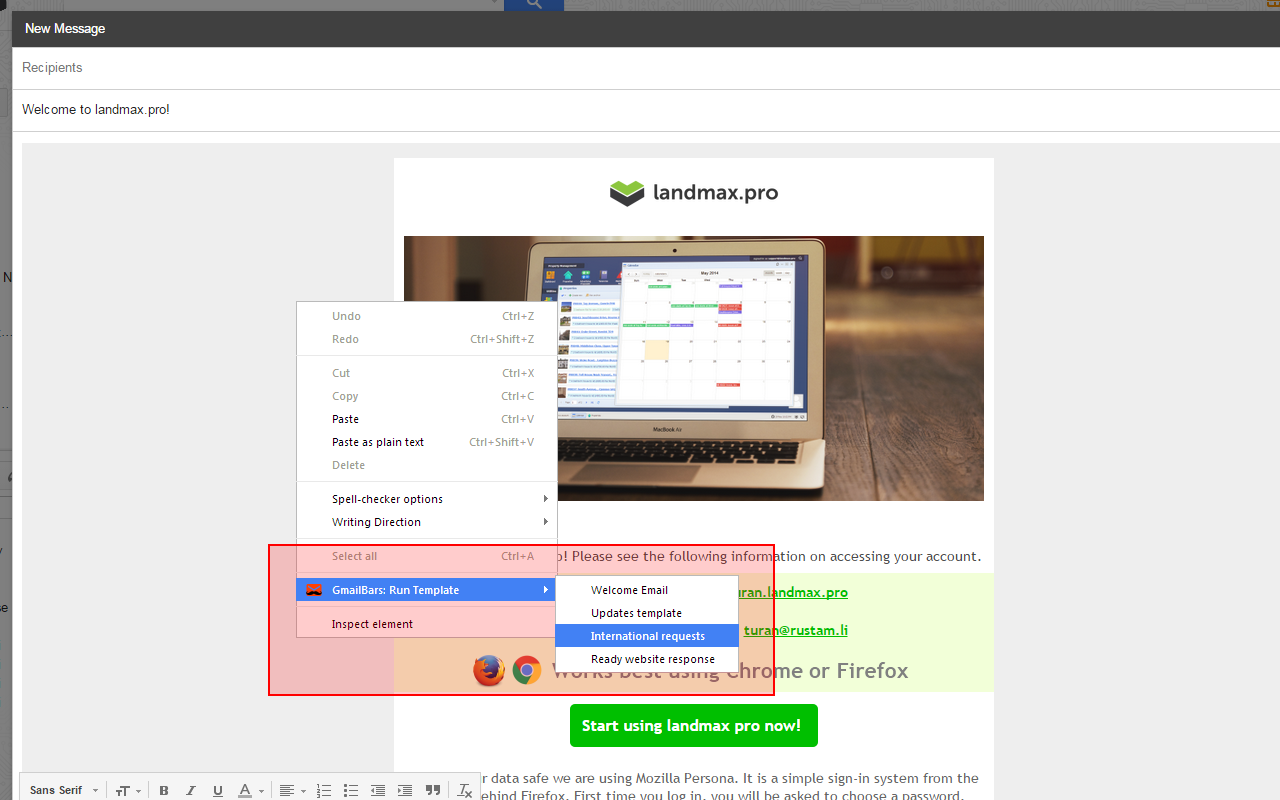 New Message
Recipients
Welcome to landmax.pro!
landmax.pro
May 2014
MacBook Air
Undo Ctrl+Z
Redo Ctrl+Shift+Z
Cut Ctrl+X
Copy Ctrl+C
Paste Ctrl+V
Paste as plain text Ctrl+Shift+V
Delete
Spell-checker options
Writing Direction
Select all Ctrl+A
GmailBars: Run Template
Inspect element
Welcome Email
Updates template
International requests
Ready website response
! Please see the following information on accessing your account.
.landmax.pro
turan@rustam.li
Works best using Chrome or Firefox
Start using landmax pro now!
r data safe we are using Mozilla Persona. It is a simple sign-in system from the
ehind Firefox. First time you log in, you will be asked to choose a password.
Sans Serif